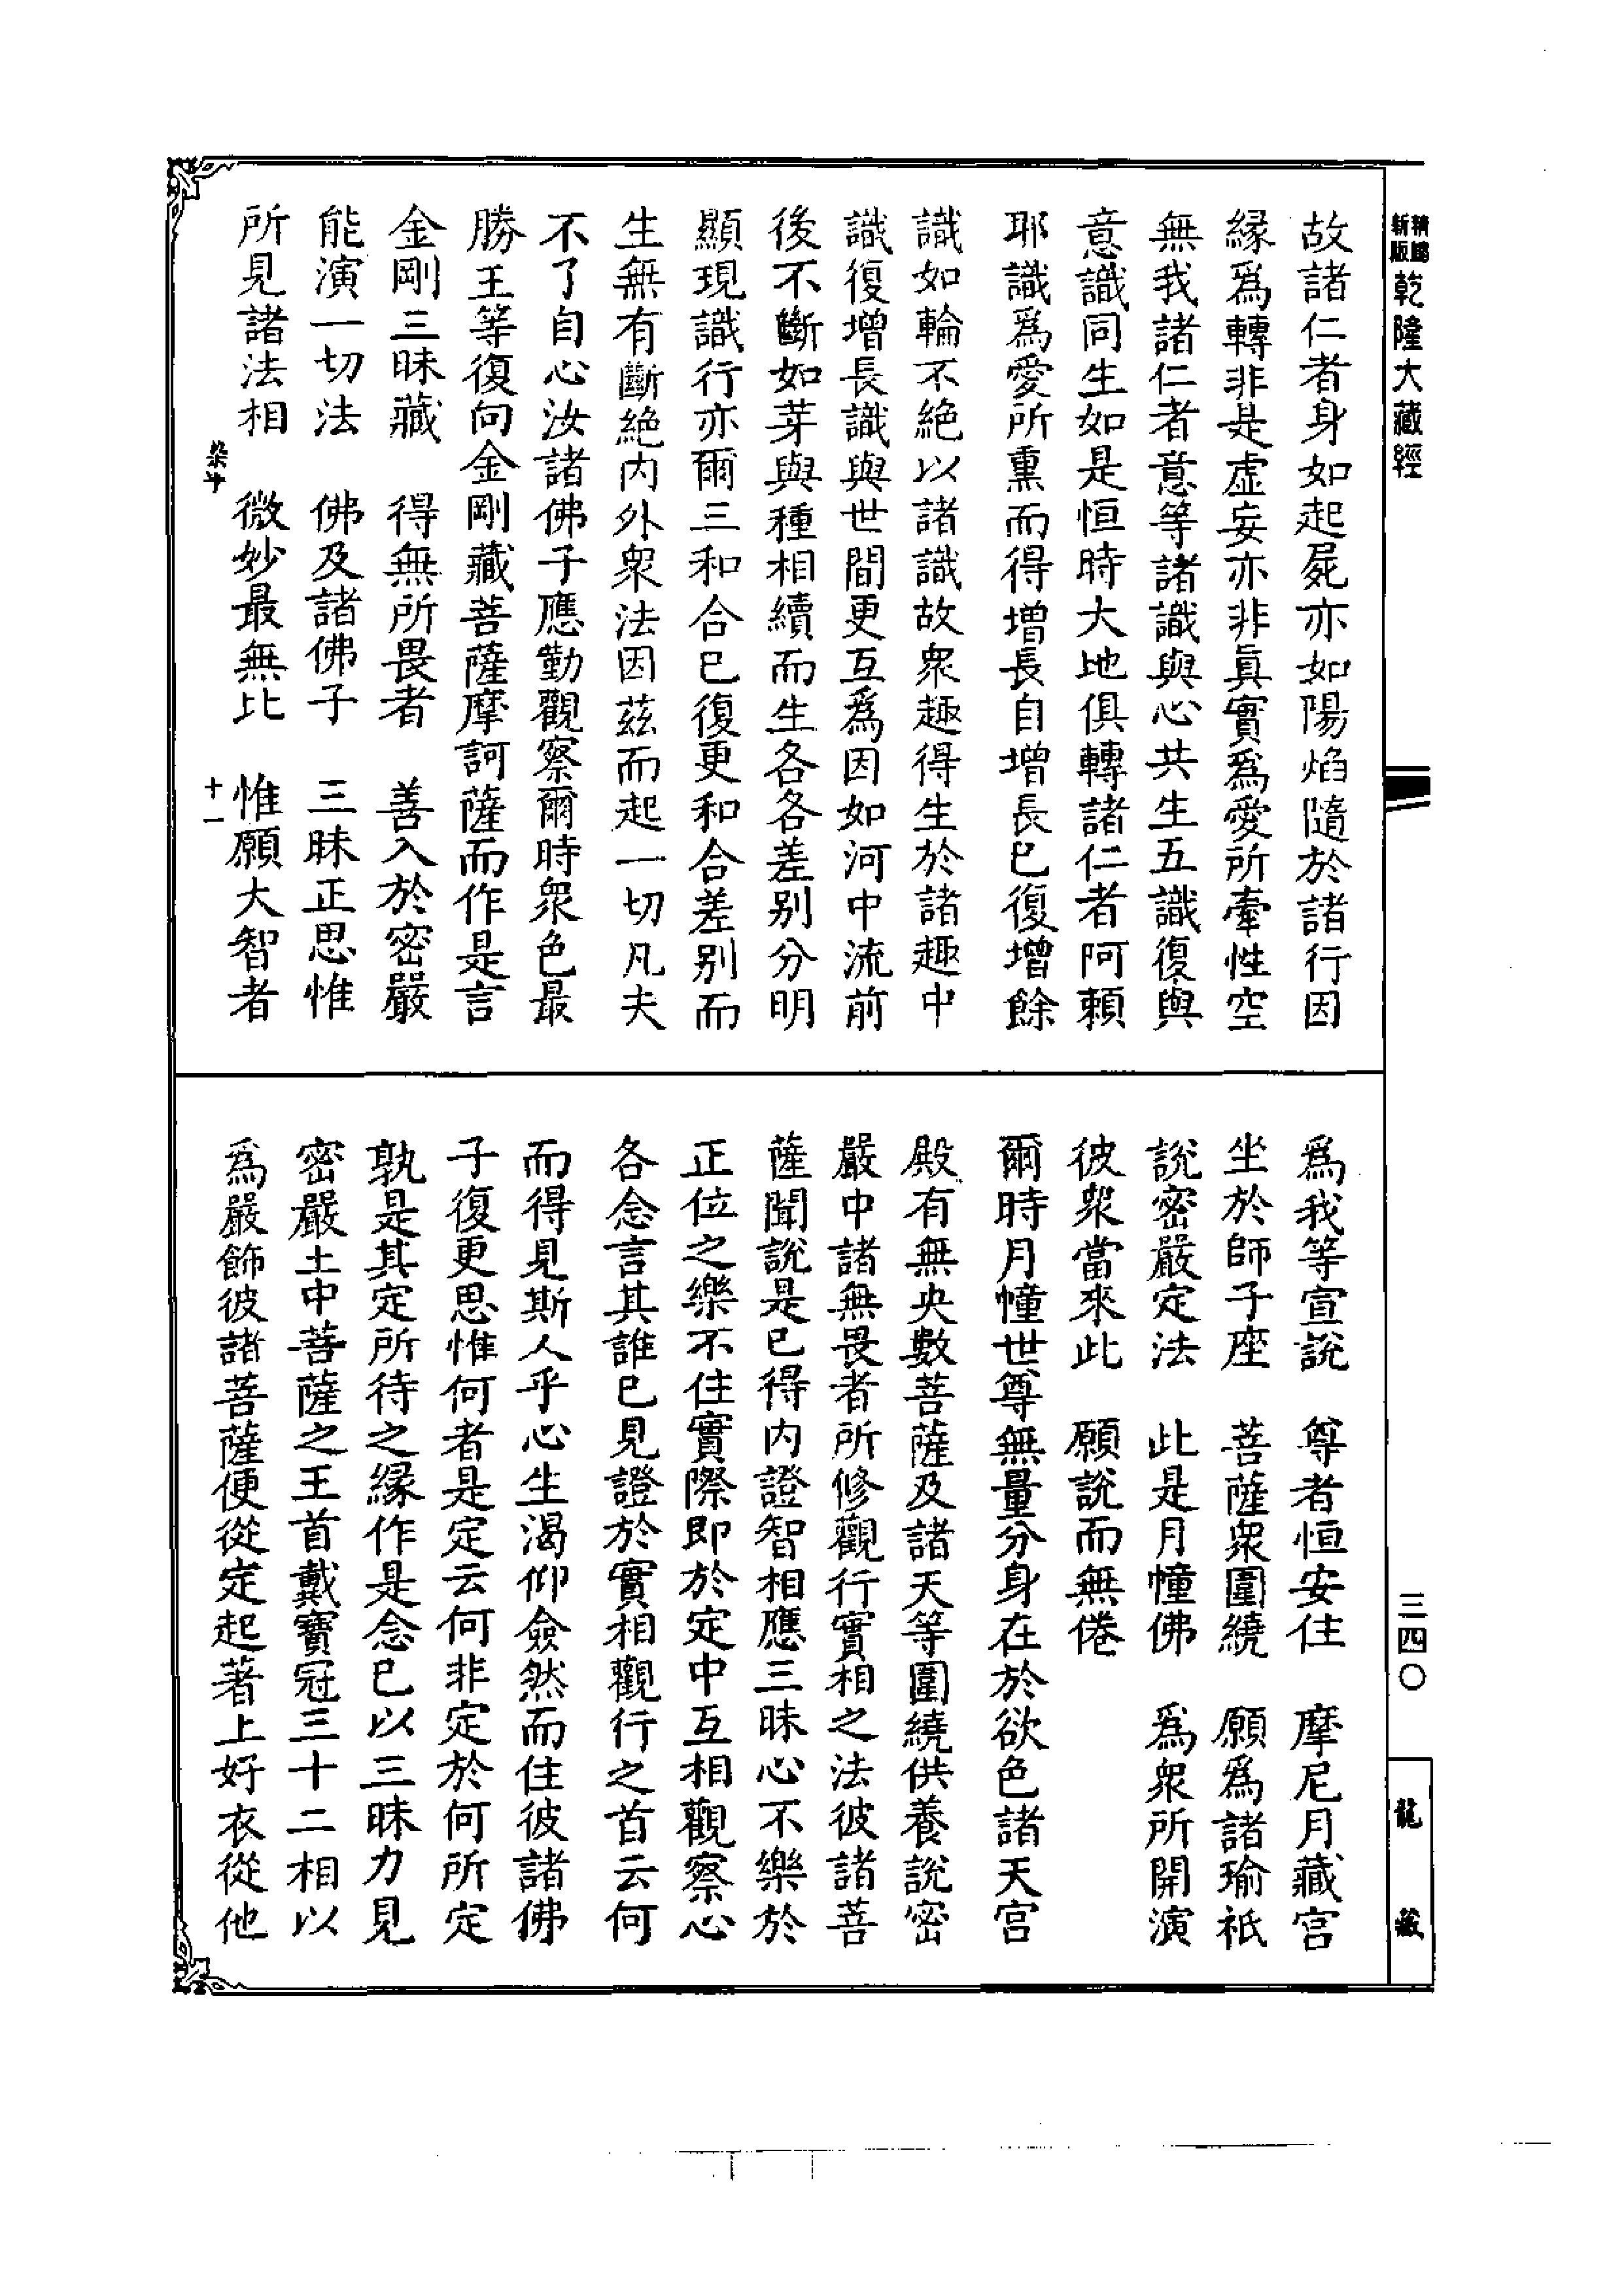 精縮
新版
乾隆大藏經
三四〇
龍藏
故諸仁者身如起屍亦如陽焰隨於諸行因
緣爲轉非是虛妄亦非眞實爲愛所牽性空
無我諸仁者意等諸識與心共生五識復與
意識同生如是恒時大地俱轉諸仁者阿賴
耶識爲愛所熏而得增長自增長已復增餘
識如輪不絕以諸識故衆趣得生於諸趣中
識復增長識與世間更互爲因如河中流前
後不斷如芽與種相續而生各各差别分明
顯現識行亦爾三和合已復更和合差别而
生無有斷絕内外衆法因茲而起一切凡夫
不了自心汝諸佛子應勤觀察爾時衆色最
勝王等復向金剛藏菩薩摩訶薩而作是言
金剛三昧藏 得無所畏者 善入於密嚴
能演一切法 佛及諸佛子 三昧正思惟
所見諸法相 微妙最無比 惟願大智者
十一
爲我等宣說 尊者恒安住 摩尼月藏宮
坐於師子座 菩薩衆圍繞 願爲諸瑜祇
說密嚴定法 此是月幢佛 爲衆所開演
彼衆當來此 願說而無倦
爾時月幢世尊無量分身在於欲色諸天宮
殿有無央數菩薩及諸天等圍繞供養說密
嚴中諸無畏者所修觀行實相之法彼諸菩
薩聞說是已得内證智相應三昧心不樂於
正位之樂不住實際即於定中互相觀察心
各念言其誰已見證於實相觀行之首云何
而得見斯人乎心生渴仰僉然而住彼諸佛
子復更思惟何者是定云何非定於何所定
孰是其定所待之緣作是念已以三昧力見
密嚴土中菩薩之王首戴寶冠三十二相以
爲嚴飾彼諸菩薩便從定起著上好衣從他